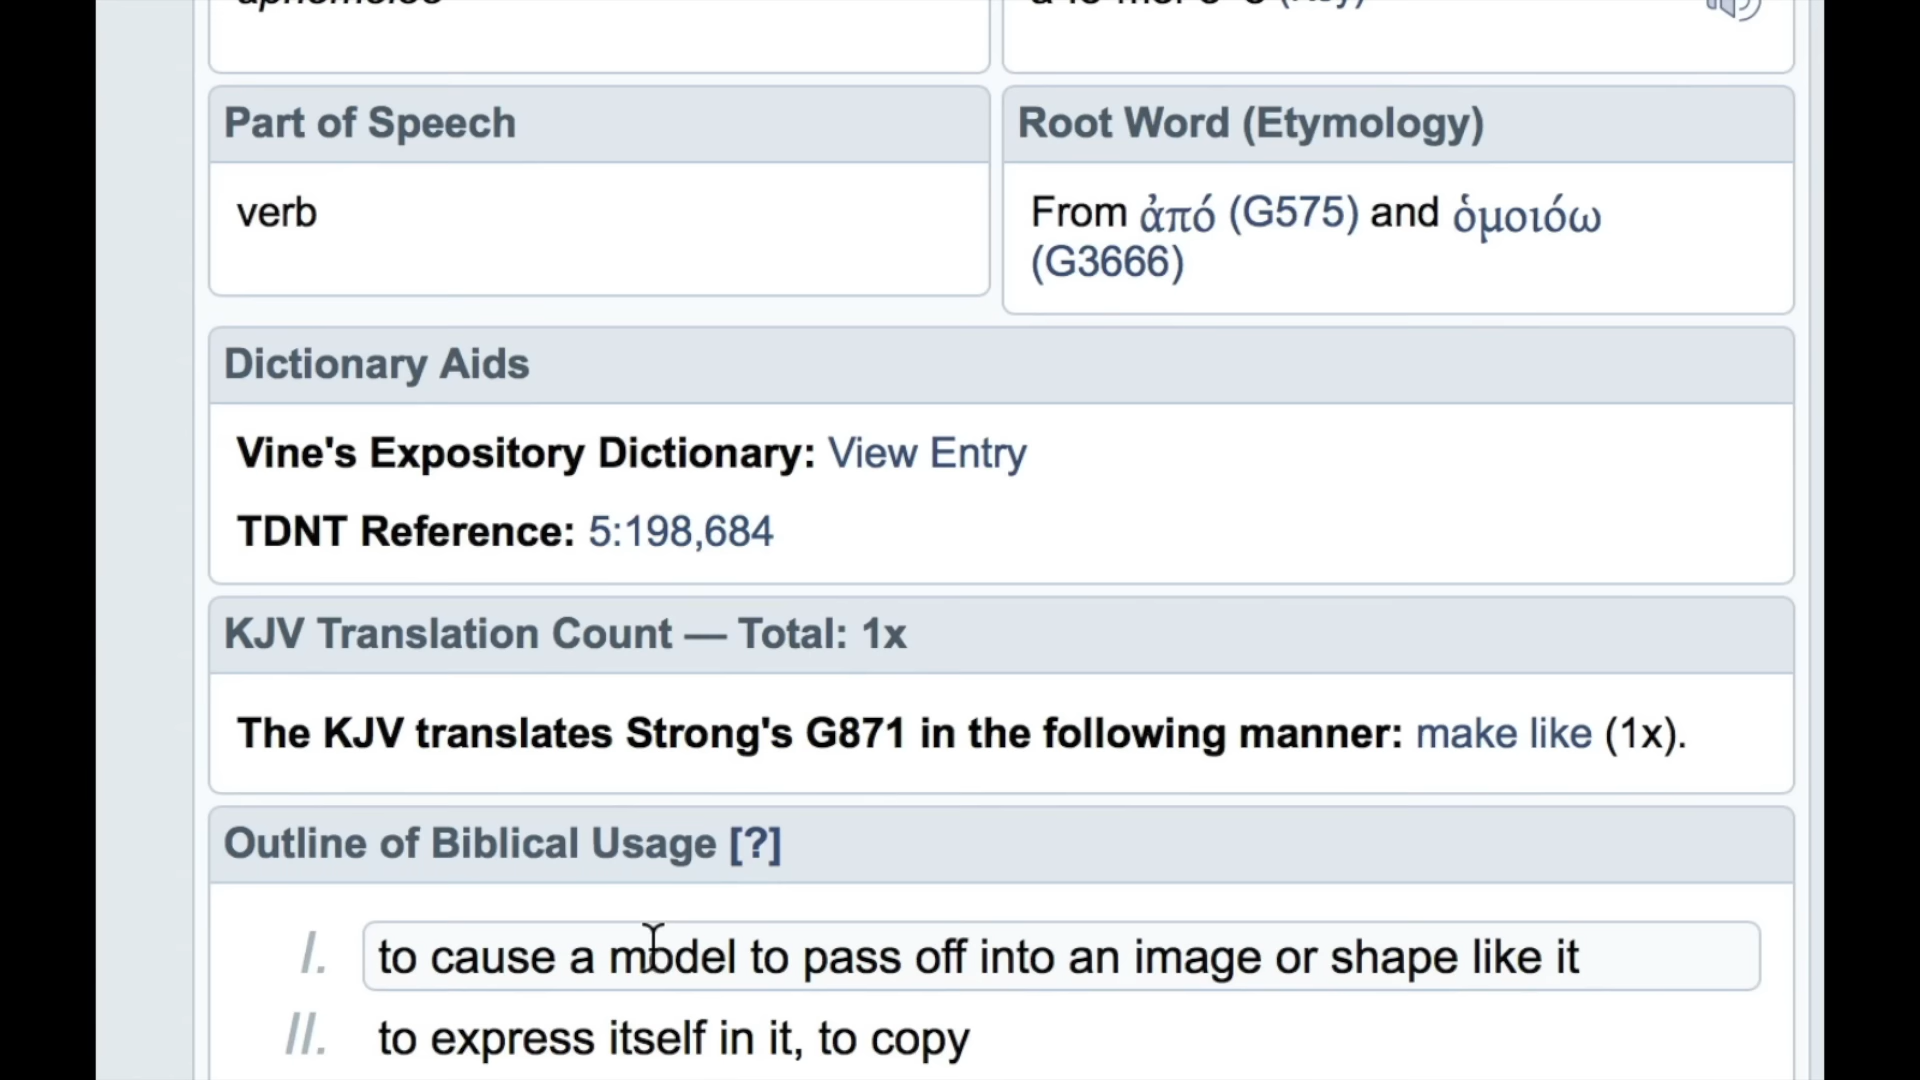 Part of Speech
Root Word (Etymology)
verb
From ἀπό (G575) and ὁμοιόω
(G3666)
Dictionary Aids
Vine's Expository Dictionary: View Entry
TDNT Reference: 5:198,684
KJV Translation Count — Total: 1x
The KJV translates Strong's G871 in the following manner: make like (1x).
Outline of Biblical Usage [?]
I. to cause a model to pass off into an image or shape like it
II. to express itself in it, to copy